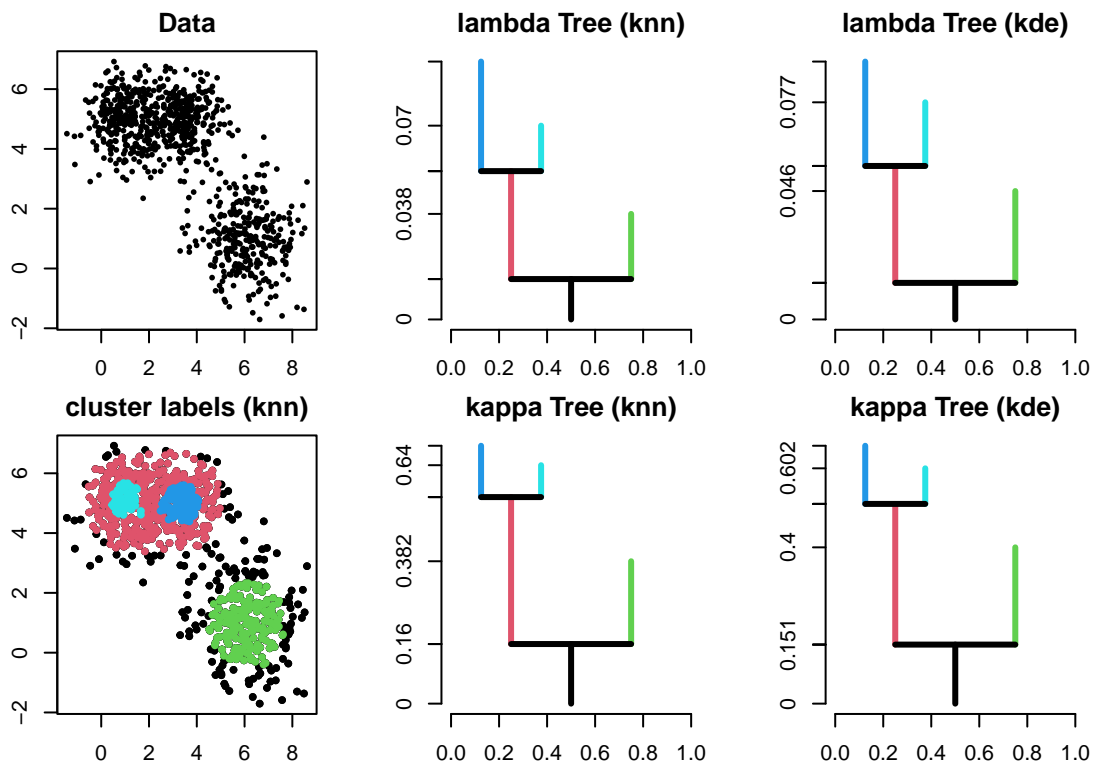 Data
6
4
2
0
−2
0 2 4 6 8
lambda Tree (knn)
0.07
0.038
0
0.0 0.2 0.4 0.6 0.8 1.0
lambda Tree (kde)
0.077
0.046
0
0.0 0.2 0.4 0.6 0.8 1.0
cluster labels (knn)
6
4
2
0
−2
0 2 4 6 8
kappa Tree (knn)
0.64
0.382
0.16
0
0.0 0.2 0.4 0.6 0.8 1.0
kappa Tree (kde)
0.602
0.4
0.151
0
0.0 0.2 0.4 0.6 0.8 1.0